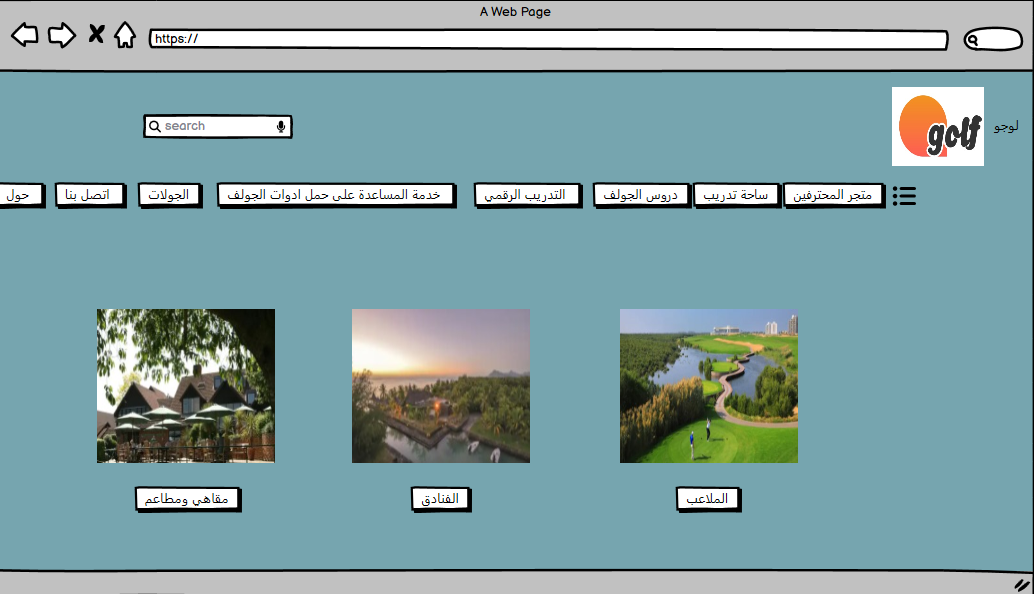 A Web Page
https://
لوجو
golf
search
متجر المحترفين
ساحة تدريب
دروس الجولف
التدريب الرقمي
خدمة المساعدة على حمل ادوات الجولف
الجولات
اتصل بنا
حول
الملاعب
الفنادق
مقاهي ومطاعم